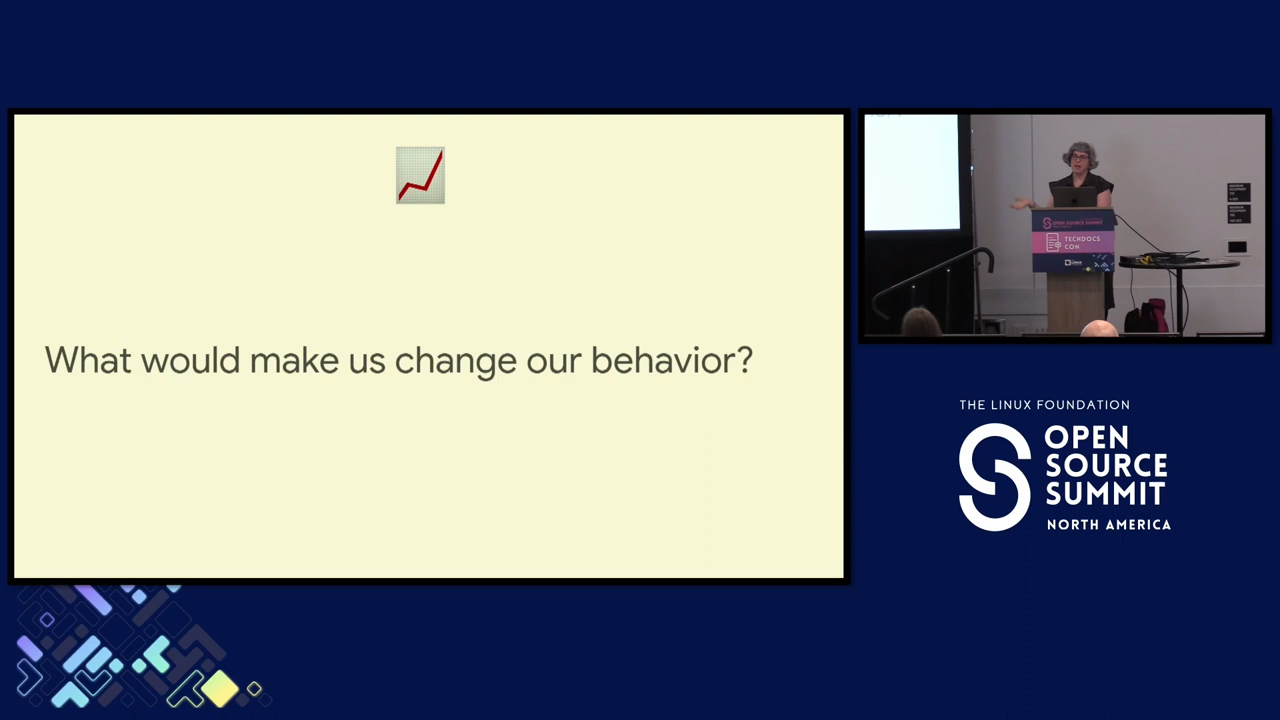 What would make us change our behavior?
OPEN SOURCE SUMMIT
TECHDOCS
CON
THE LINUX FOUNDATION
OPEN
SOURCE
SUMMIT
NORTH AMERICA